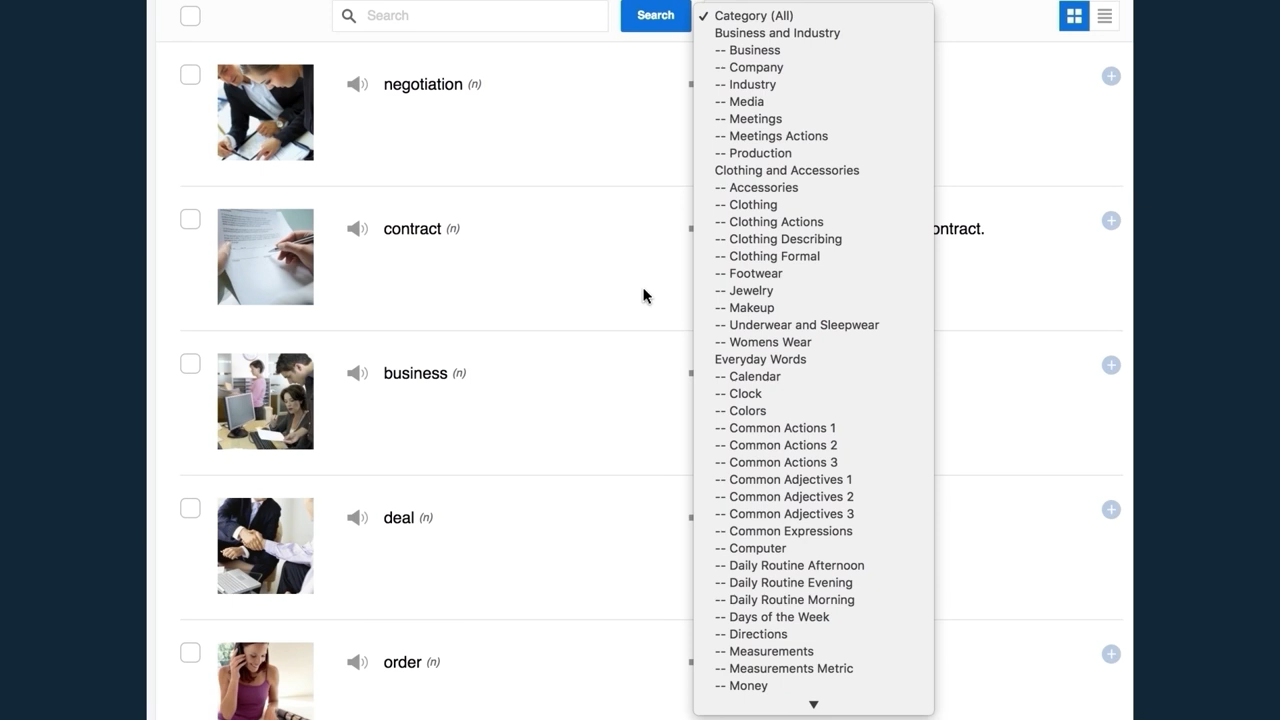 Search
Search
✓ Category (All)
Business and Industry
-- Business
-- Company
-- Industry
-- Media
-- Meetings
-- Meetings Actions
-- Production
Clothing and Accessories
-- Accessories
-- Clothing
-- Clothing Actions
-- Clothing Describing
-- Clothing Formal
-- Footwear
-- Jewelry
-- Makeup
-- Underwear and Sleepwear
-- Womens Wear
Everyday Words
-- Calendar
-- Clock
-- Colors
-- Common Actions 1
-- Common Actions 2
-- Common Actions 3
-- Common Adjectives 1
-- Common Adjectives 2
-- Common Adjectives 3
-- Common Expressions
-- Computer
-- Daily Routine Afternoon
-- Daily Routine Evening
-- Daily Routine Morning
-- Days of the Week
-- Directions
-- Measurements
-- Measurements Metric
-- Money
negotiation (n)
contract (n)
ontract.
business (n)
deal (n)
order (n)